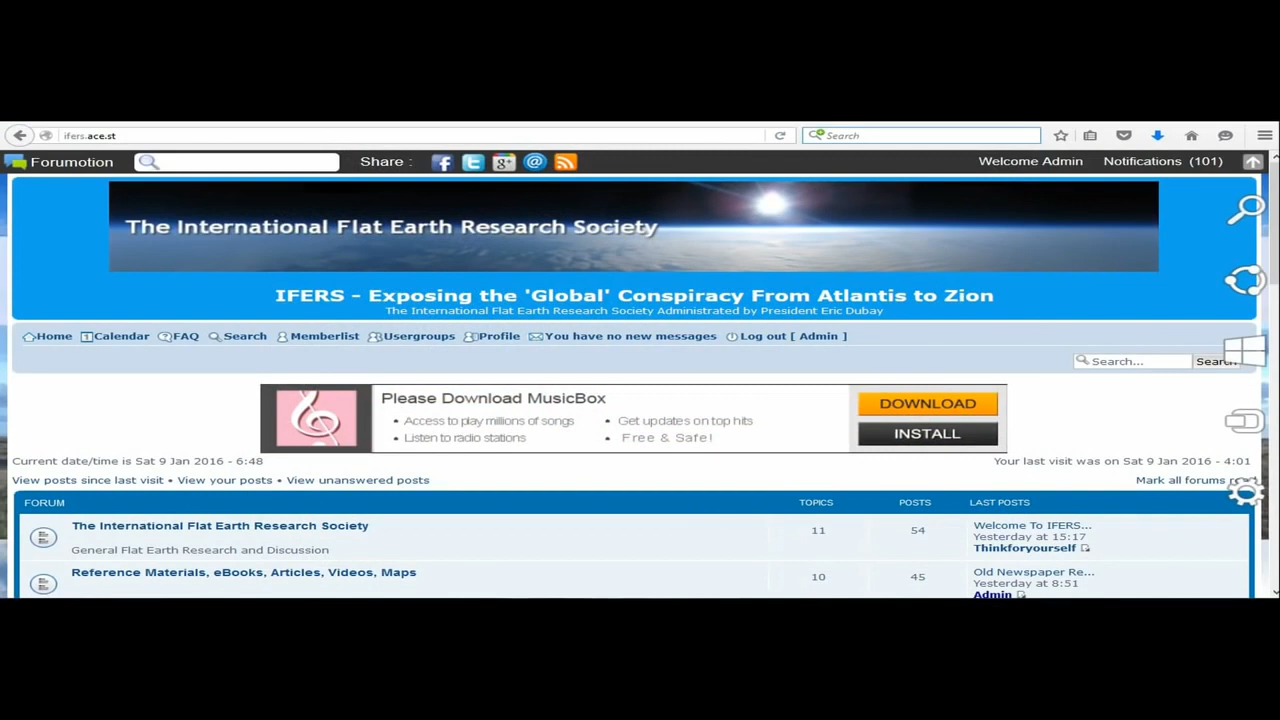 ifers.ace.st
Search
Forumotion
Share :
Welcome Admin
Notifications (101)
The International Flat Earth Research Society
IFERS - Exposing the 'Global' Conspiracy From Atlantis to Zion
The International Flat Earth Research Society Administrated by President Eric Dubay
Home Calendar FAQ Search Memberlist Usergroups Profile You have no new messages Log out [ Admin ]
Search... Search
Please Download MusicBox
• Access to play millions of songs • Get updates on top hits
• Listen to radio stations • Free & Safe!
DOWNLOAD
INSTALL
Current date/time is Sat 9 Jan 2016 - 6:48
Your last visit was on Sat 9 Jan 2016 - 4:01
View posts since last visit • View your posts • View unanswered posts
Mark all forums
FORUM TOPICS POSTS LAST POSTS
The International Flat Earth Research Society
General Flat Earth Research and Discussion
11 54
Welcome To IFERS...
Yesterday at 15:17
Thinkforyourself
Reference Materials, eBooks, Articles, Videos, Maps
10 45
Old Newspaper Re...
Yesterday at 8:51
Admin